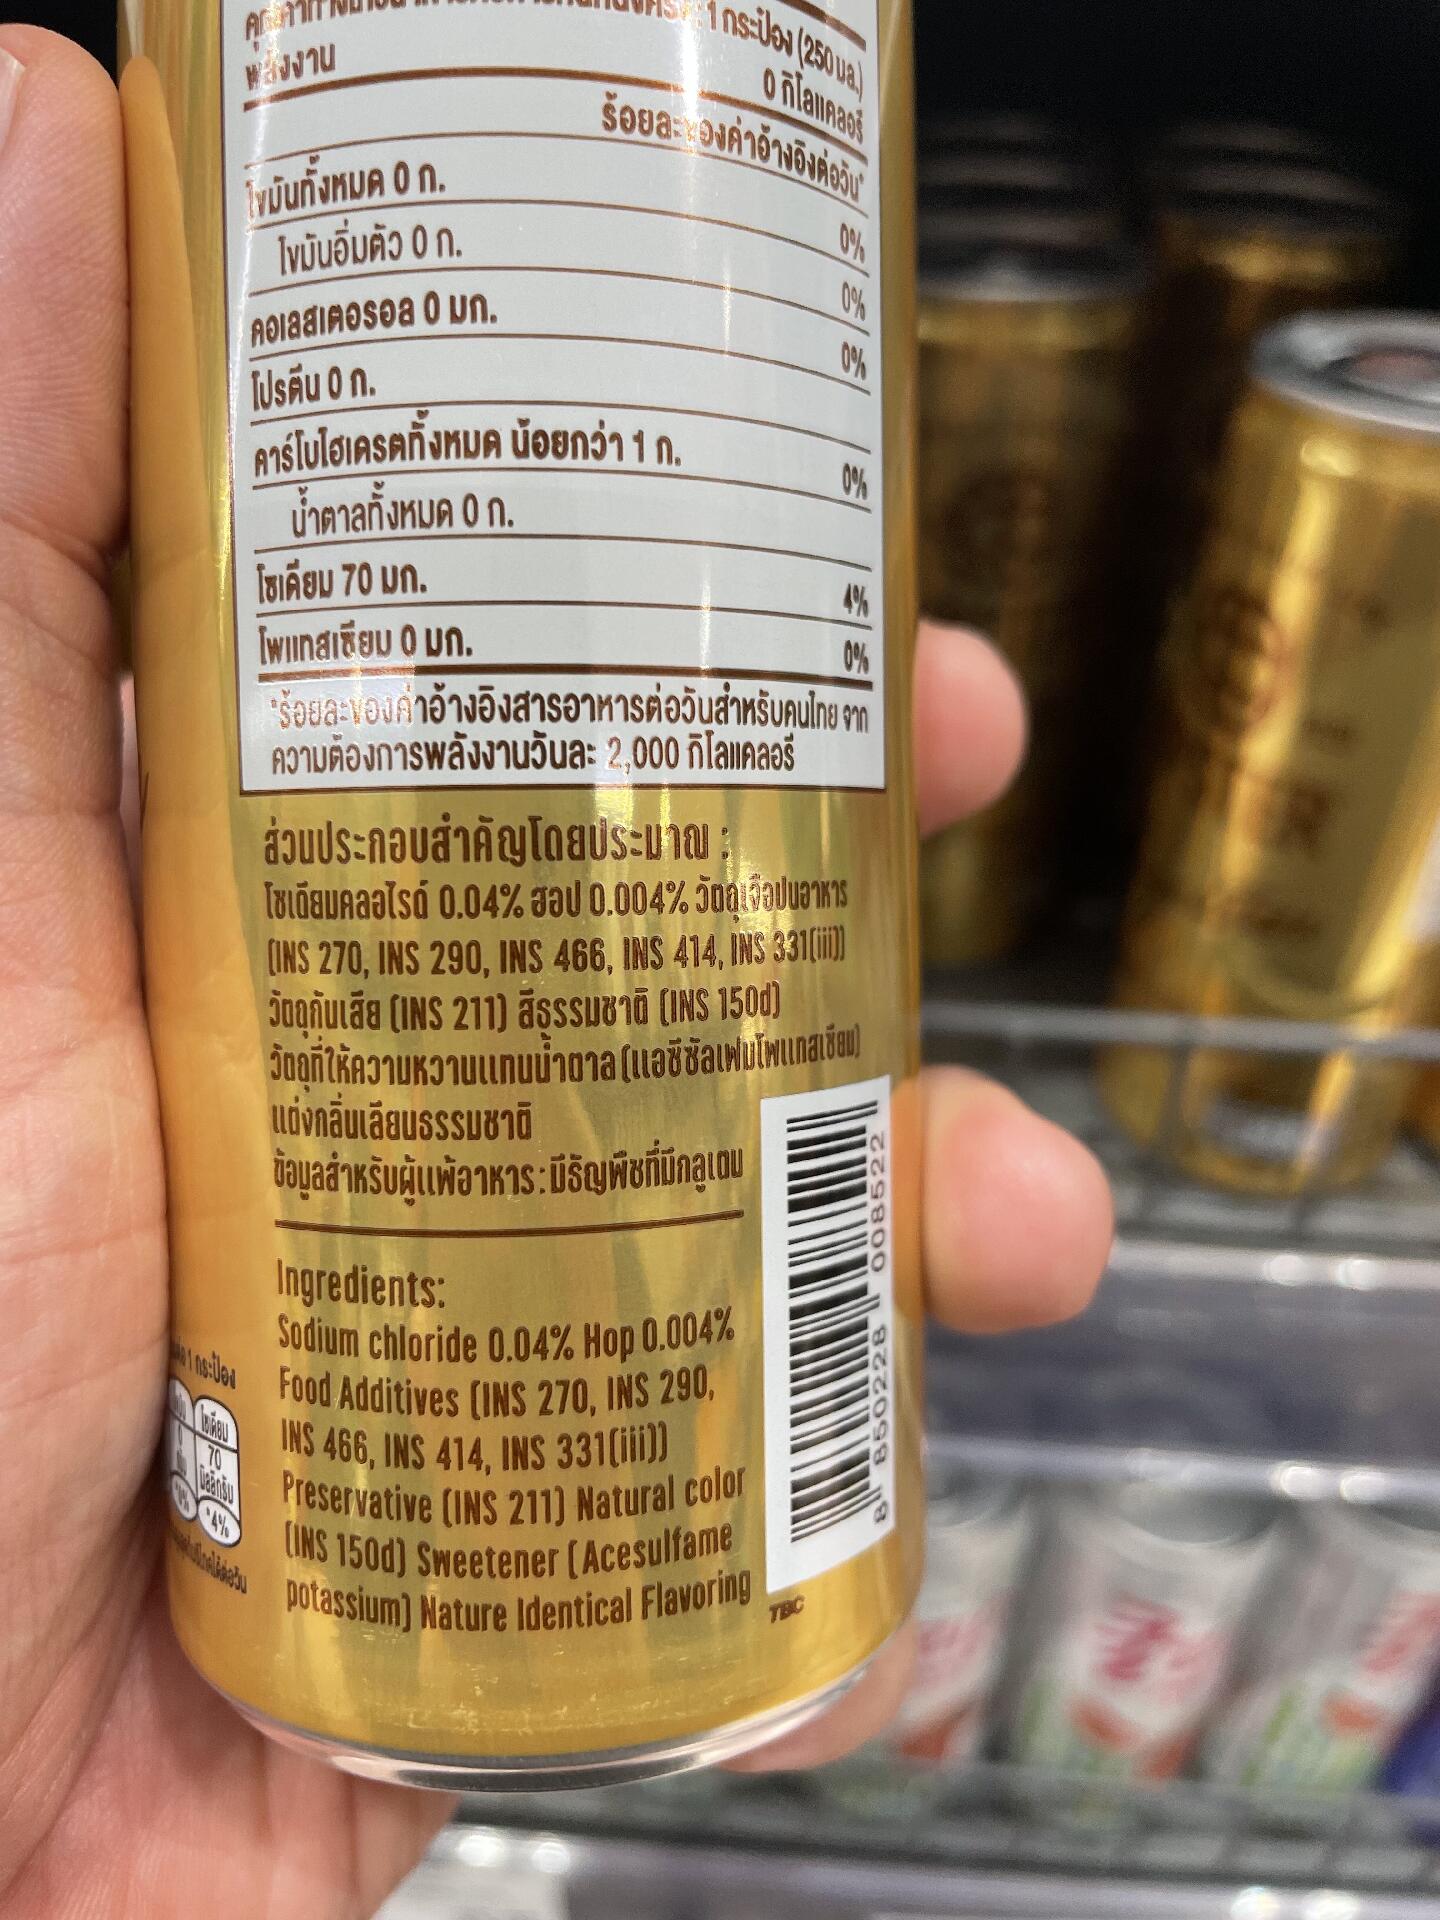 1 กระป๋อง (250 มล.)
พลังงาน 0 กิโลแคลอรี
ร้อยละของค่าอ้างอิงต่อวัน*
ไขมันทั้งหมด 0 ก. 0%
ไขมันอิ่มตัว 0 ก. 0%
คอเลสเตอรอล 0 มก. 0%
โปรตีน 0 ก.
คาร์โบไฮเดรตทั้งหมด น้อยกว่า 1 ก. 0%
น้ำตาลทั้งหมด 0 ก.
โซเดียม 70 มก. 4%
โพแทสเซียม 0 มก. 0%
*ร้อยละของค่าอ้างอิงสารอาหารต่อวันสำหรับคนไทย จาก
ความต้องการพลังงานวันละ 2,000 กิโลแคลอรี
ส่วนประกอบสำคัญโดยประมาณ :
โซเดียมคลอไรด์ 0.04% ฮอป 0.004% วัตถุเจือปนอาหาร
(INS 270, INS 290, INS 466, INS 414, INS 331(iii))
วัตถุกันเสีย (INS 211) สีธรรมชาติ (INS 150d)
วัตถุที่ให้ความหวานแทนน้ำตาล (แอซีซัลเฟมโพแทสเซียม)
แต่งกลิ่นเลียนธรรมชาติ
ข้อมูลสำหรับผู้แพ้อาหาร : มีธัญพืชที่มีกลูเตน
Ingredients:
Sodium chloride 0.04% Hop 0.004%
Food Additives (INS 270, INS 290,
INS 466, INS 414, INS 331(iii))
Preservative (INS 211) Natural color
(INS 150d) Sweetener (Acesulfame
potassium) Nature Identical Flavoring
TBC
8 850228 008522
1 กระป๋อง
โซเดียม
70
มิลลิกรัม
*4%